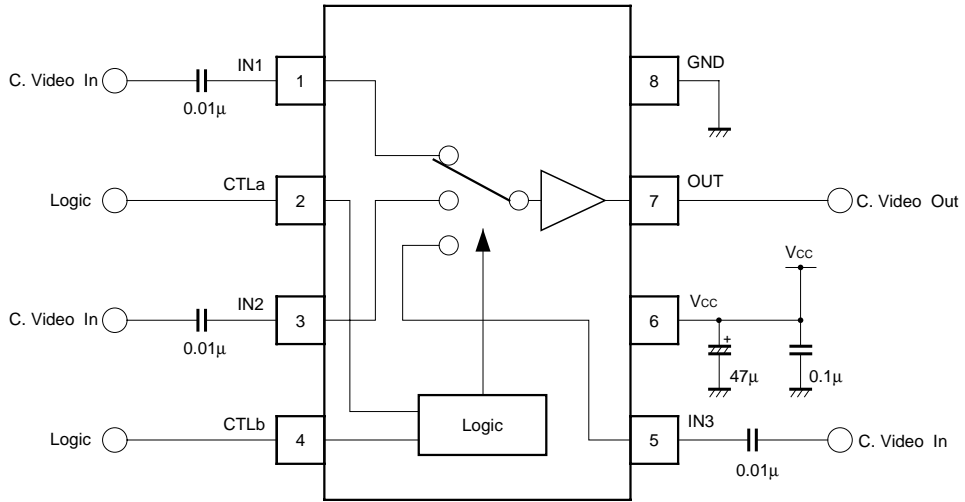 C. Video In
0.01μ
IN1
1
8
GND
Logic
CTLa
2
OUT
7
C. Video Out
VCC
C. Video In
0.01μ
IN2
3
6
VCC
+
47μ
0.1μ
Logic
CTLb
4
Logic
5
IN3
0.01μ
C. Video In